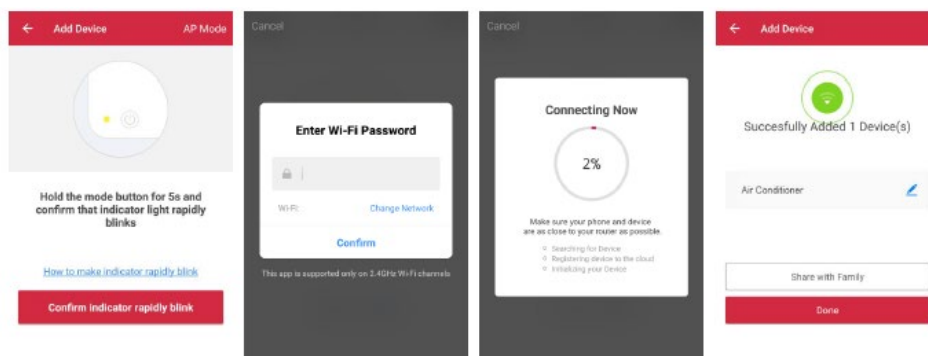 Add Device
AP Mode
Hold the mode button for 5s and
confirm that indicator light rapidly
blinks
How to make indicator rapidly blink
Confirm indicator rapidly blink
Cancel
Enter Wi-Fi Password
Wi-Fi:
Change Network
Confirm
This app is supported only on 2.4GHz Wi-Fi channels
Cancel
Connecting Now
2%
Make sure your phone and device
are as close to your router as possible.
Searching for Device
Registering device to the cloud
Initializing your Device
Add Device
Succesfully Added 1 Device(s)
Air Conditioner
Share with Family
Done